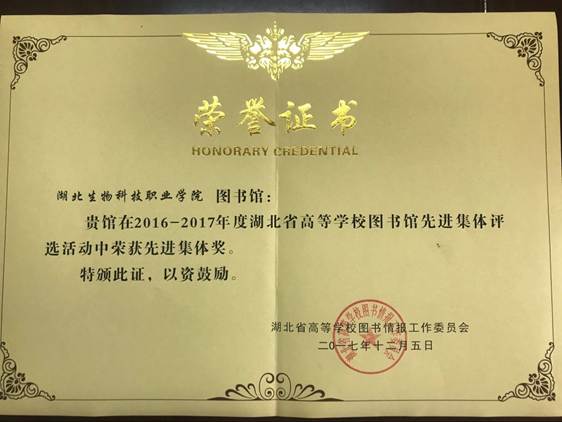 荣誉证书
HONORARY CREDENTIAL
湖北生物科技职业学院 图书馆：
贵馆在2016-2017年度湖北省高等学校图书馆先进集体评
选活动中荣获先进集体奖。
特颁此证，以资鼓励。
湖北省高等学校图书情报工作委员会
二〇一七年十二月五日